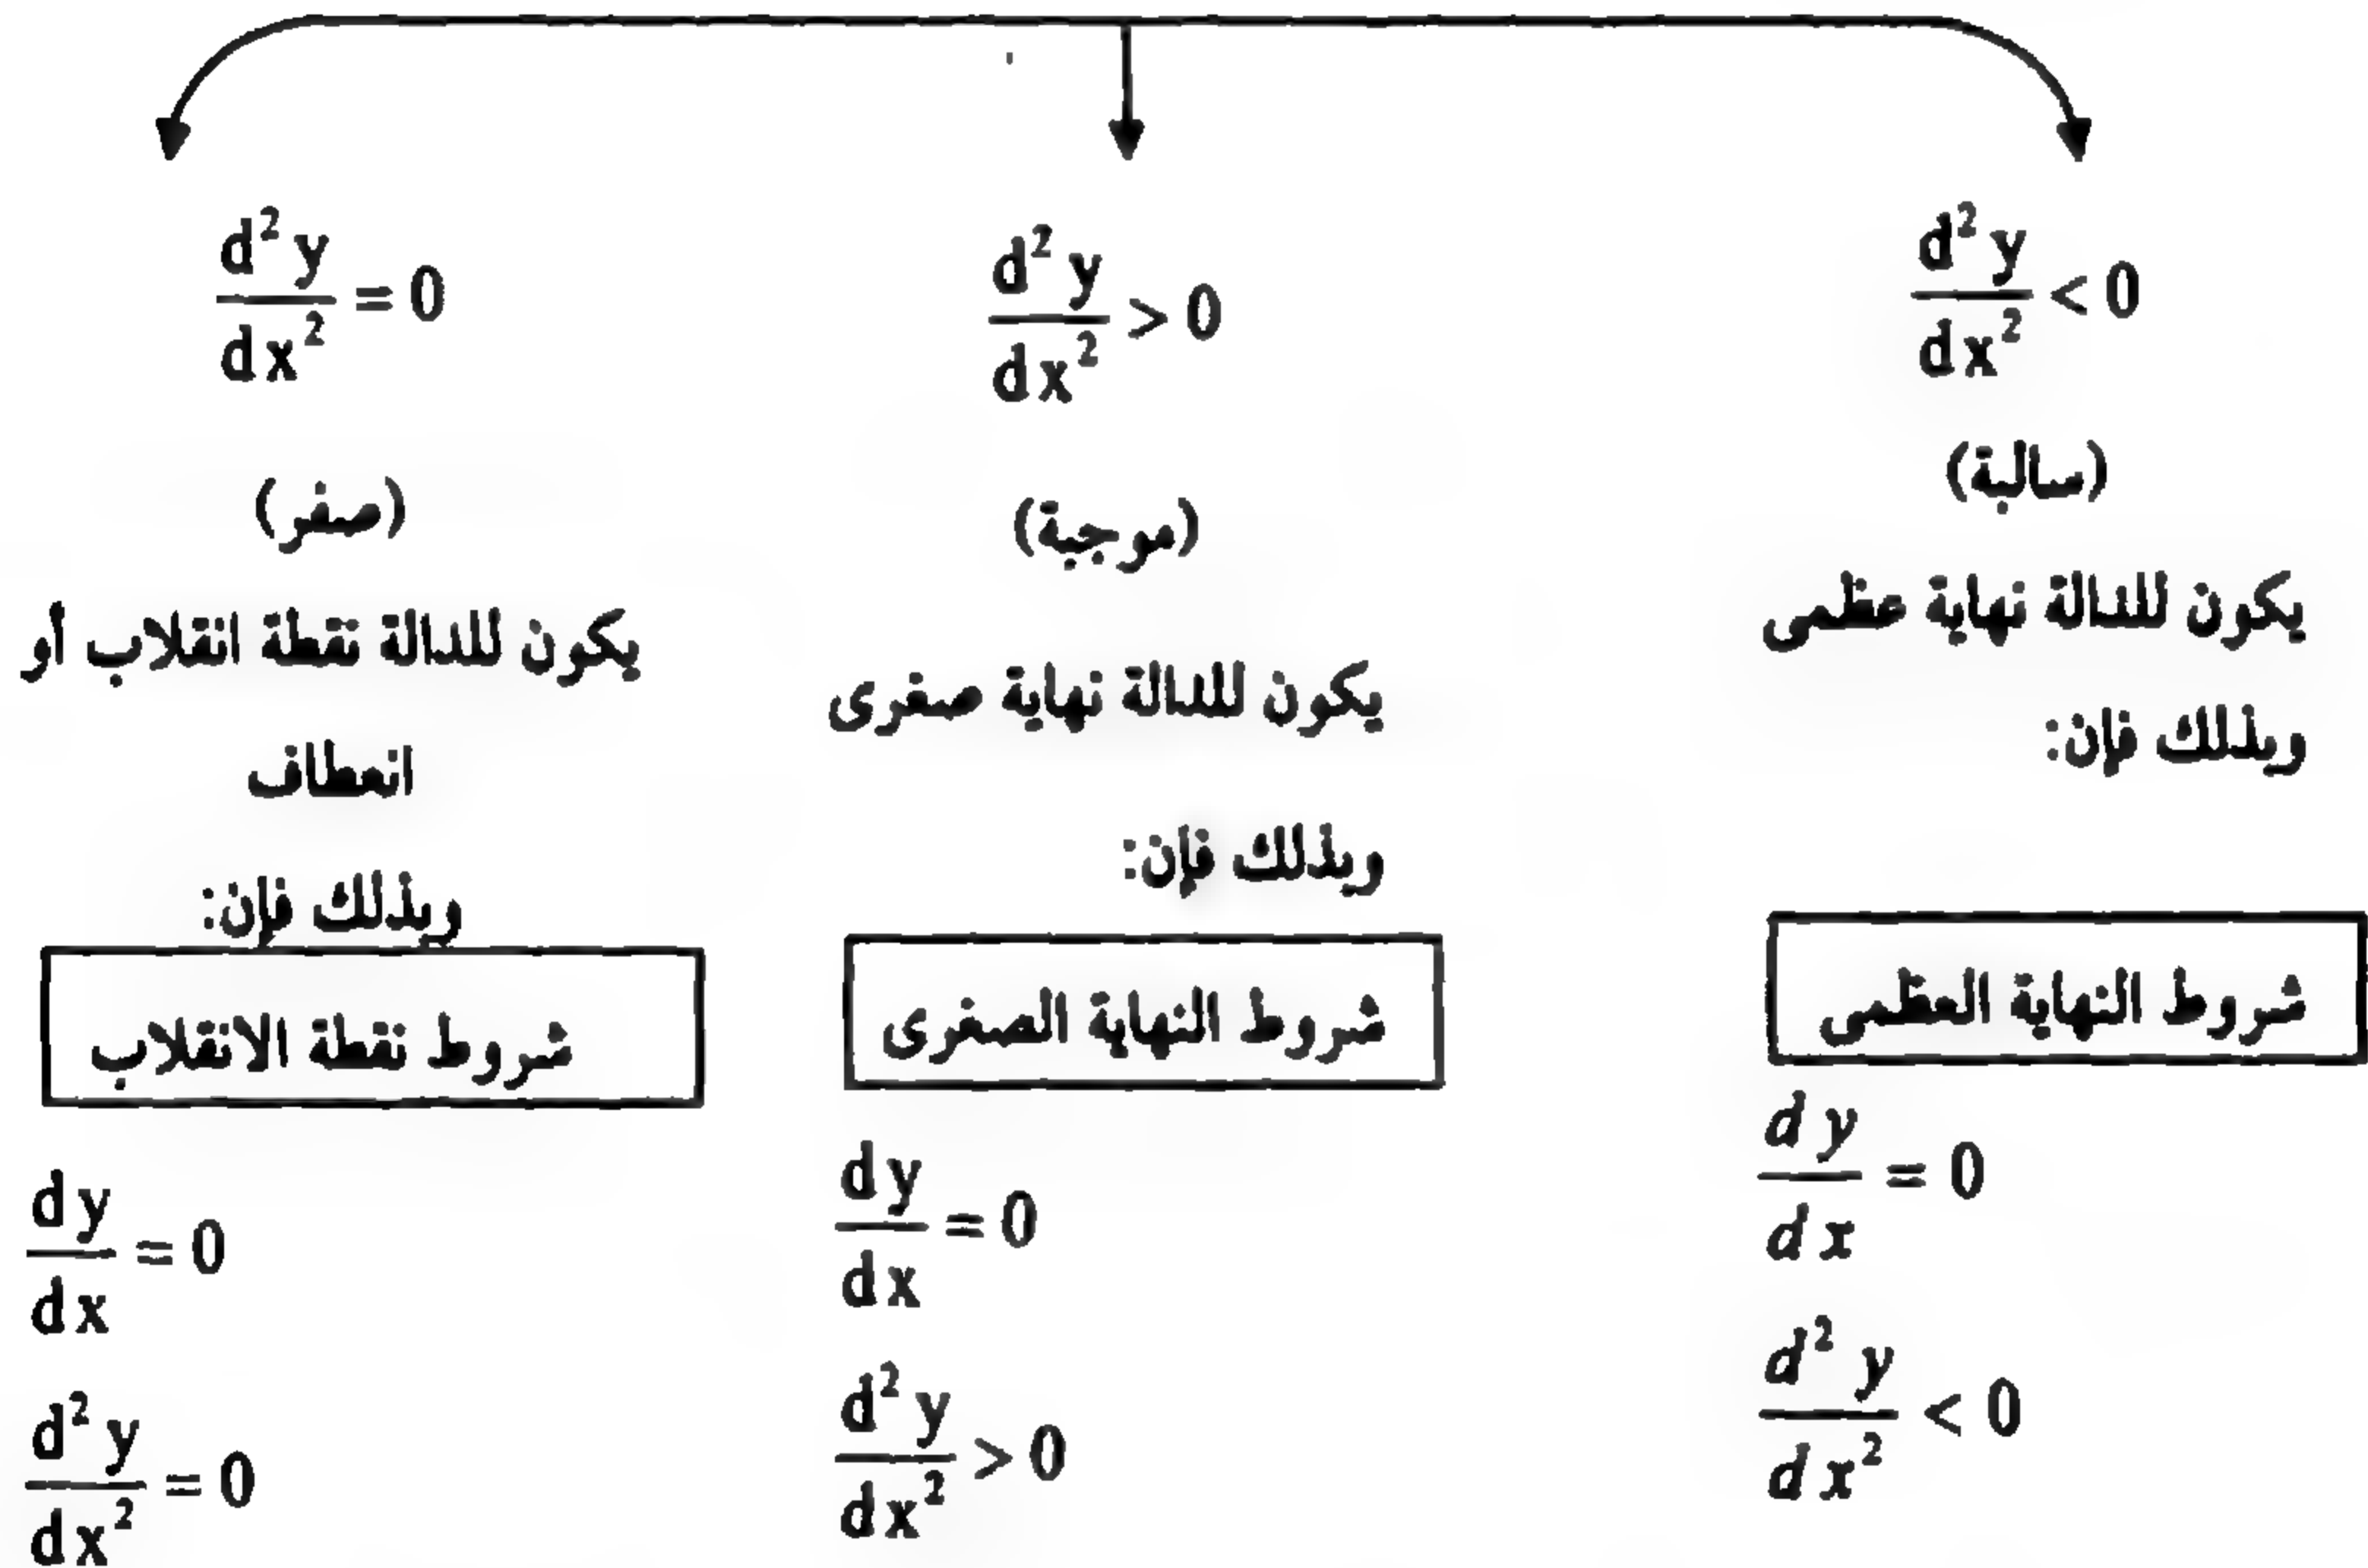 d²y/dx² < 0
(سالبة)
يكون للدالة نهاية عظمى
وبذلك فإن:
شروط النهاية العظمى
dy/dx = 0
d²y/dx² < 0
d²y/dx² > 0
(موجبة)
يكون للدالة نهاية صغرى
وبذلك فإن:
شروط النهاية الصغرى
dy/dx = 0
d²y/dx² > 0
d²y/dx² = 0
(صفر)
يكون للدالة نقطة انقلاب أو
انعطاف
وبذلك فإن:
شروط نقطة الانقلاب
dy/dx = 0
d²y/dx² = 0